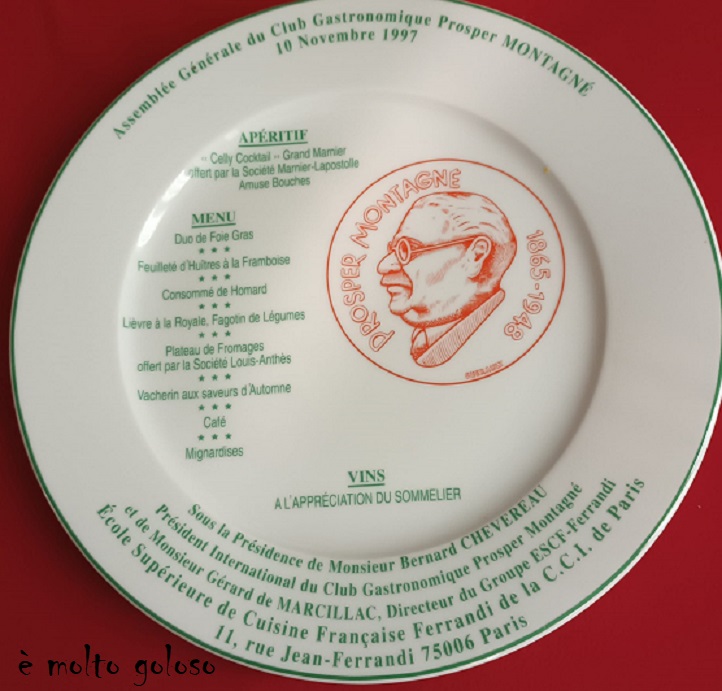 Assemblée Générale du Club Gastronomique Prosper MONTAGNÉ
10 Novembre 1997
APÉRITIF
« Celly Cocktail » Grand Marnier
offert par la Société Marnier-Lapostolle
Amuse Bouches
MENU
Duo de Foie Gras
★ ★ ★
Feuilleté d'Huîtres à la Framboise
★ ★ ★
Consommé de Homard
★ ★ ★
Lièvre à la Royale, Fagotin de Légumes
★ ★ ★
Plateau de Fromages
offert par la Société Louis-Anthès
★ ★ ★
Vacherin aux saveurs d'Automne
★ ★ ★
Café
★ ★ ★
Mignardises
PROSPER MONTAGNE 1865-1948
VINS
A L'APPRÉCIATION DU SOMMELIER
Sous la Présidence de Monsieur Bernard CHEVEREAU
Président International du Club Gastronomique Prosper Montagné
et de Monsieur Gérard de MARCILLAC, Directeur du Groupe ESCF-Ferrandi
École Supérieure de Cuisine Française Ferrandi de la C.C.I. de Paris
11, rue Jean-Ferrandi 75006 Paris
è molto goloso